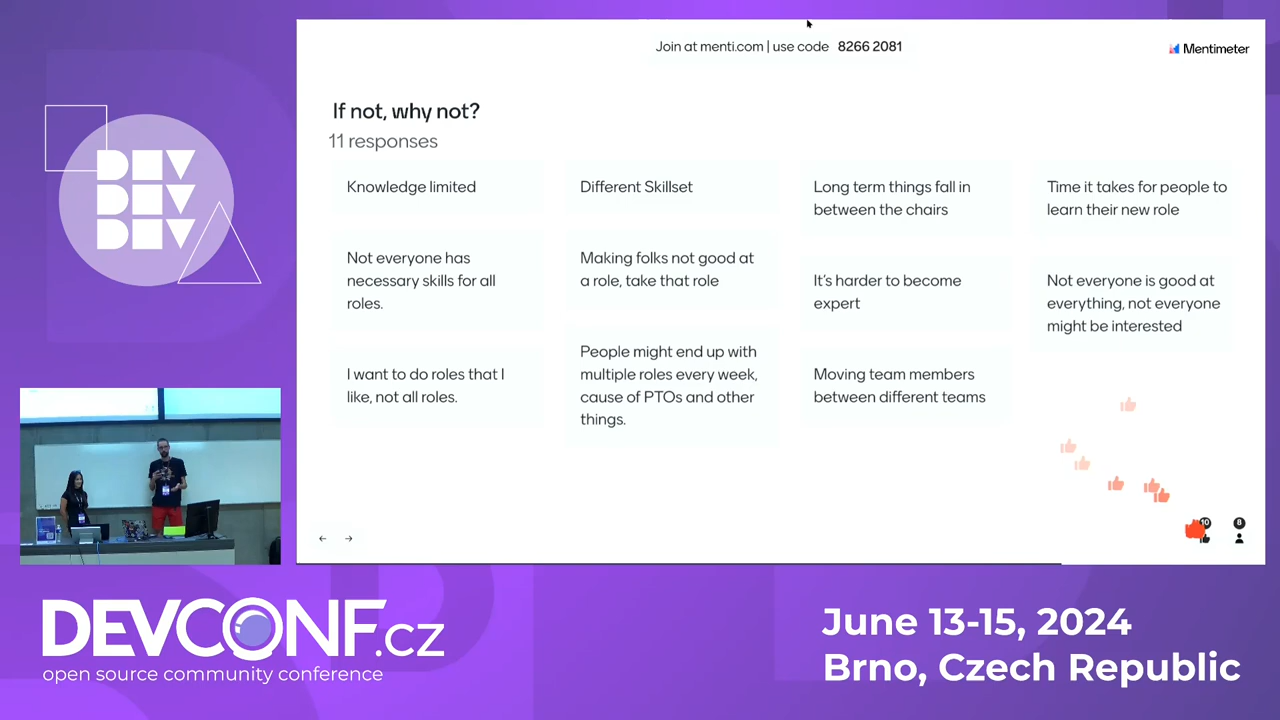 Join at menti.com | use code 8266 2081
Mentimeter
If not, why not?
11 responses
Knowledge limited
Different Skillset
Long term things fall in
between the chairs
Time it takes for people to
learn their new role
Not everyone has
necessary skills for all
roles.
Making folks not good at
a role, take that role
It's harder to become
expert
Not everyone is good at
everything, not everyone
might be interested
I want to do roles that I
like, not all roles.
People might end up with
multiple roles every week,
cause of PTOs and other
things.
Moving team members
between different teams
10
8
DEV
DEV
DEV
DEVCONF.cz
open source community conference
June 13-15, 2024
Brno, Czech Republic